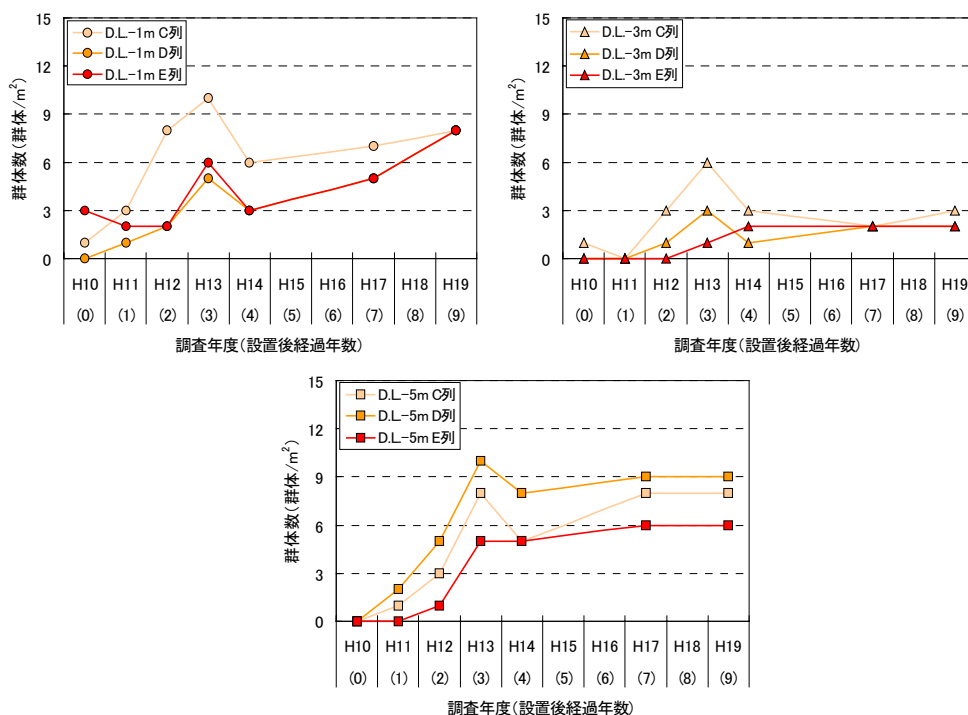 D.L.-1m C列
D.L.-1m D列
D.L.-1m E列
群体数(群体/m²)
15
12
9
6
3
0
H10 H11 H12 H13 H14 H15 H16 H17 H18 H19
(0) (1) (2) (3) (4) (5) (6) (7) (8) (9)
調査年度(設置後経過年数)
D.L.-3m C列
D.L.-3m D列
D.L.-3m E列
群体数(群体/m²)
15
12
9
6
3
0
H10 H11 H12 H13 H14 H15 H16 H17 H18 H19
(0) (1) (2) (3) (4) (5) (6) (7) (8) (9)
調査年度(設置後経過年数)
D.L.-5m C列
D.L.-5m D列
D.L.-5m E列
群体数(群体/m²)
15
12
9
6
3
0
H10 H11 H12 H13 H14 H15 H16 H17 H18 H19
(0) (1) (2) (3) (4) (5) (6) (7) (8) (9)
調査年度(設置後経過年数)